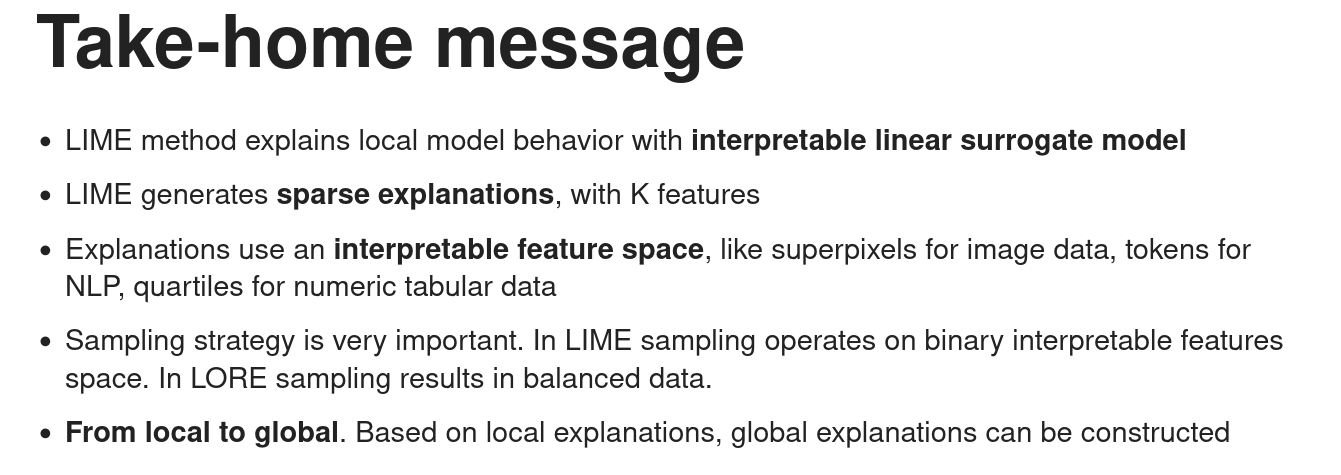 Take-home message
• LIME method explains local model behavior with interpretable linear surrogate model
• LIME generates sparse explanations, with K features
• Explanations use an interpretable feature space, like superpixels for image data, tokens for
NLP, quartiles for numeric tabular data
• Sampling strategy is very important. In LIME sampling operates on binary interpretable features
space. In LORE sampling results in balanced data.
• From local to global. Based on local explanations, global explanations can be constructed